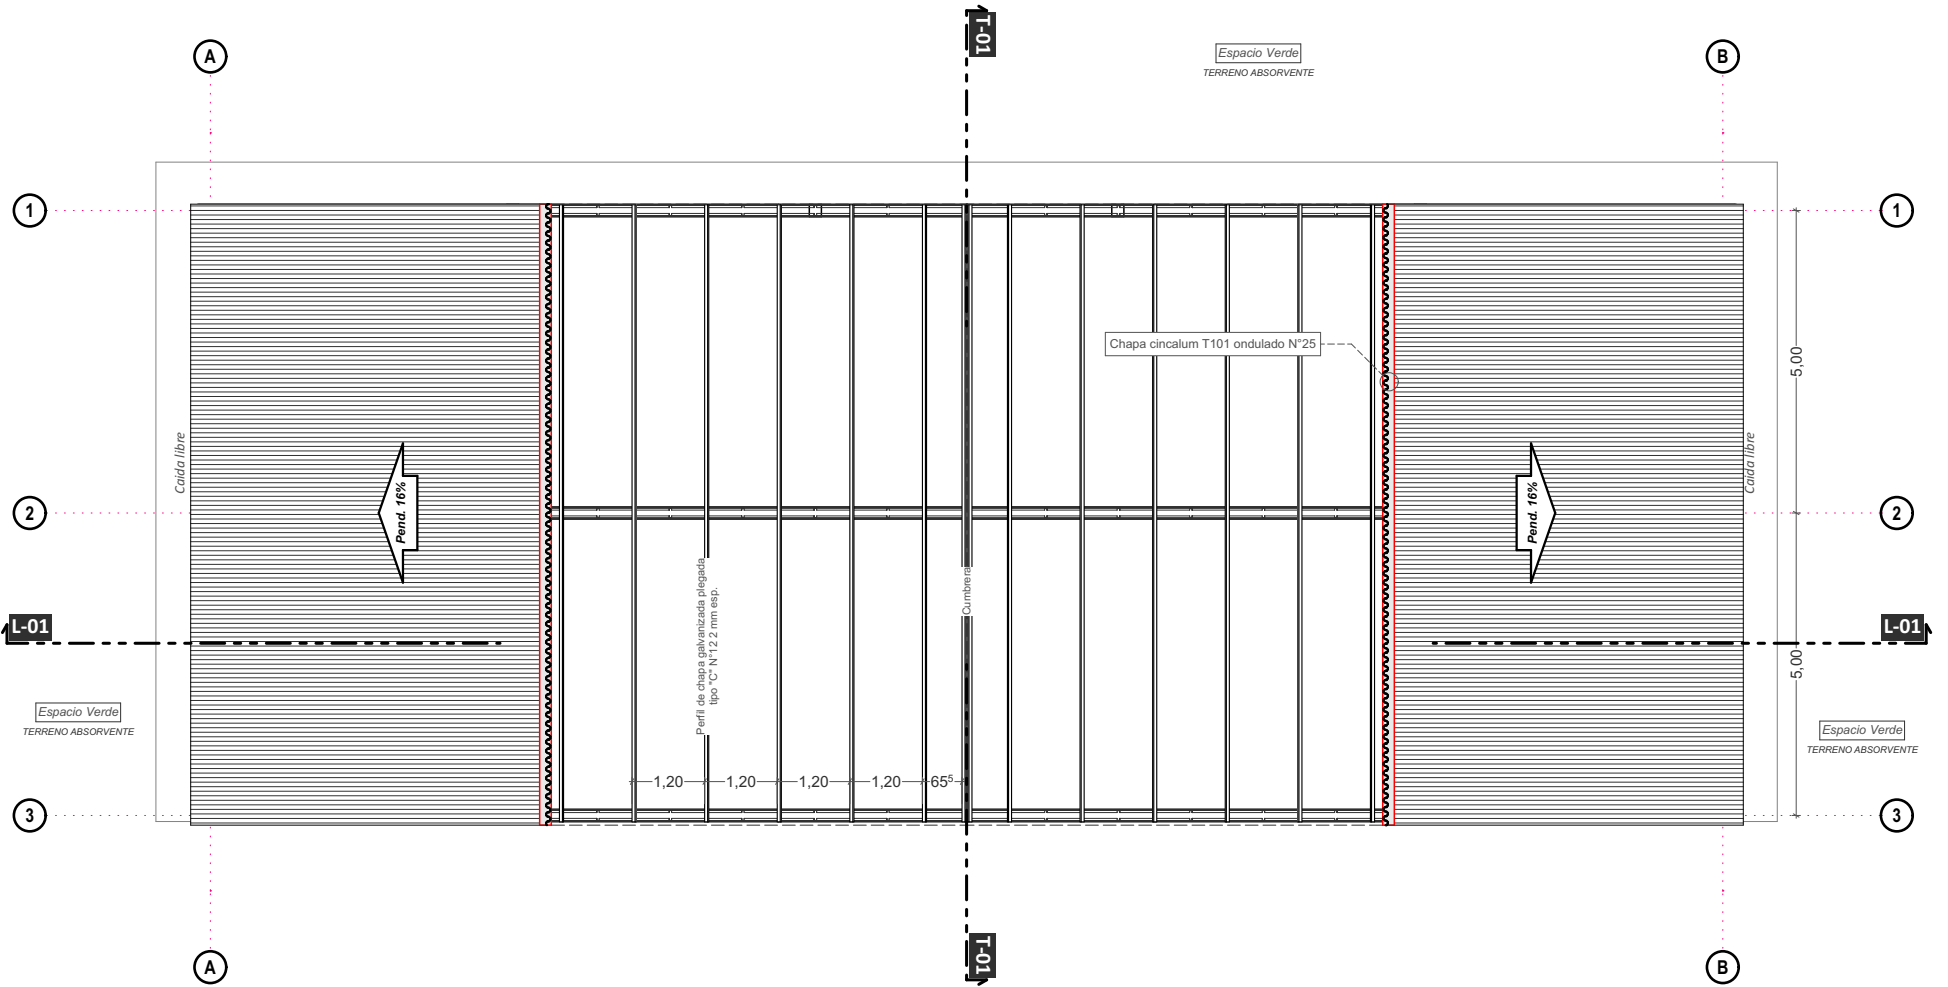 T-01
A
Espacio Verde
TERRENO ABSORVENTE
B
1
1
Chapa cincalum T101 ondulado N°25
5,00
Caida libre
Pend. 16%
Pend. 16%
Caida libre
2
2
Perfil de chapa galvanizada plegada
tipo "C" N°12 2 mm esp.
Cumbrera
L-01
L-01
5,00
Espacio Verde
TERRENO ABSORVENTE
Espacio Verde
TERRENO ABSORVENTE
1,20
1,20
1,20
1,20
65⁵
3
3
A
T-01
B